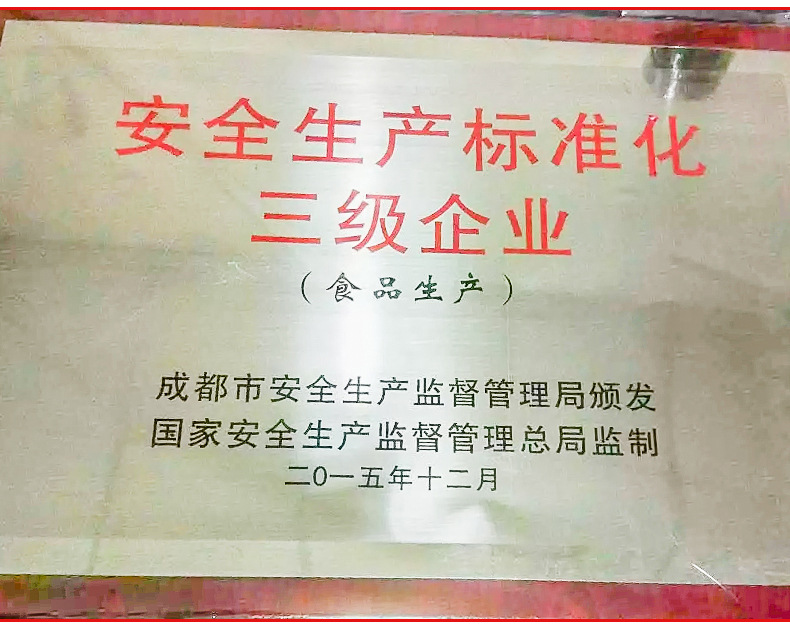 安全生产标准化
三级企业
（食品生产）
成都市安全生产监督管理局颁发
国家安全生产监督管理总局监制
二0一五年十二月